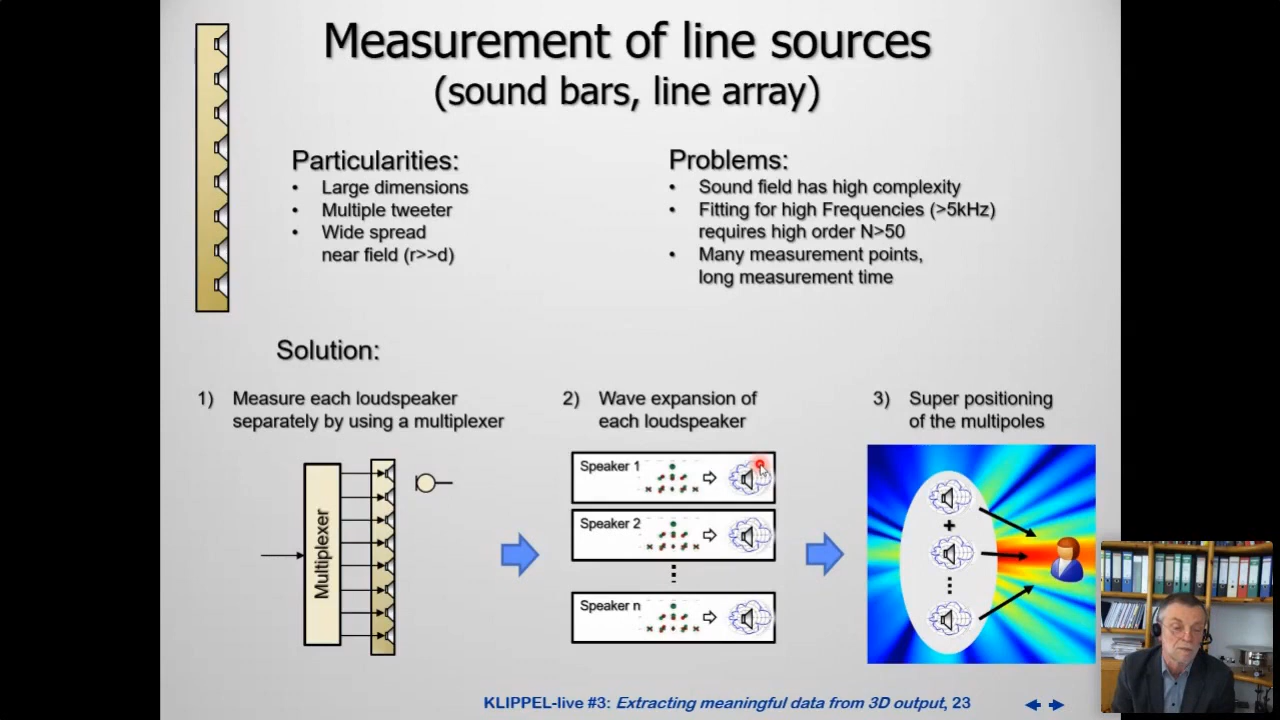 Measurement of line sources
(sound bars, line array)
Particularities:
• Large dimensions
• Multiple tweeter
• Wide spread
near field (r>>d)
Problems:
• Sound field has high complexity
• Fitting for high Frequencies (>5kHz)
requires high order N>50
• Many measurement points,
long measurement time
Solution:
1) Measure each loudspeaker
separately by using a multiplexer
Multiplexer
2) Wave expansion of
each loudspeaker
Speaker 1
Speaker 2
Speaker n
3) Super positioning
of the multipoles
+
+
KLIPPEL-live #3: Extracting meaningful data from 3D output, 23